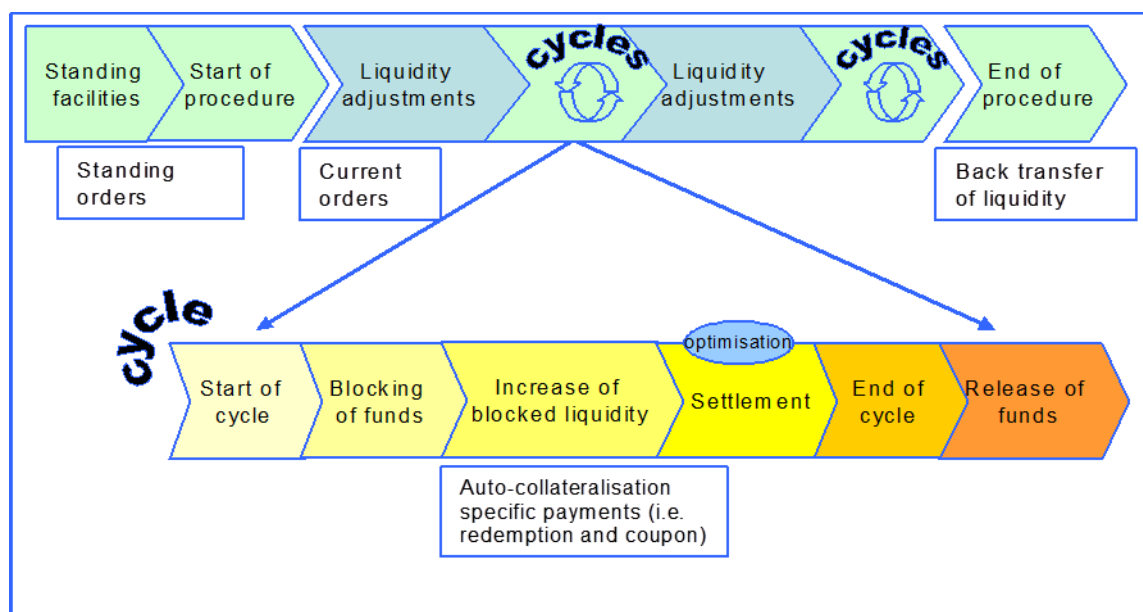 Standing
facilities
Start of
procedure
Liquidity
adjustments
cycles
Liquidity
adjustments
cycles
End of
procedure
Standing
orders
Current
orders
Back transfer
of liquidity
cycle
optimisation
Start of
cycle
Blocking
of funds
Increase of
blocked liquidity
Settlement
End of
cycle
Release of
funds
Auto-collateralisation
specific payments (i.e.
redemption and coupon)